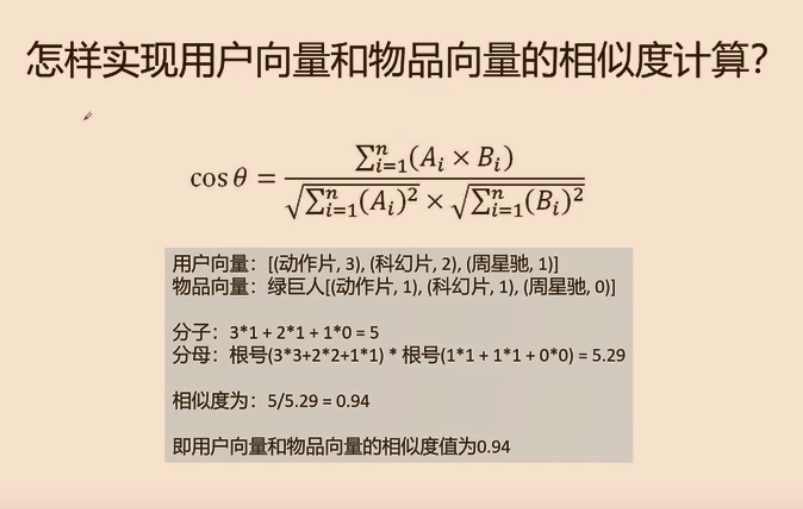 怎样实现用户向量和物品向量的相似度计算?
cos θ = \frac{\sum_{i=1}^{n}(A_i × B_i)}{\sqrt{\sum_{i=1}^{n}(A_i)^2} × \sqrt{\sum_{i=1}^{n}(B_i)^2}}
用户向量：[(动作片, 3), (科幻片, 2), (周星驰, 1)]
物品向量：绿巨人[(动作片, 1), (科幻片, 1), (周星驰, 0)]
分子：3*1 + 2*1 + 1*0 = 5
分母：根号(3*3+2*2+1*1) * 根号(1*1 + 1*1 + 0*0) = 5.29
相似度为：5/5.29 = 0.94
即用户向量和物品向量的相似度值为0.94